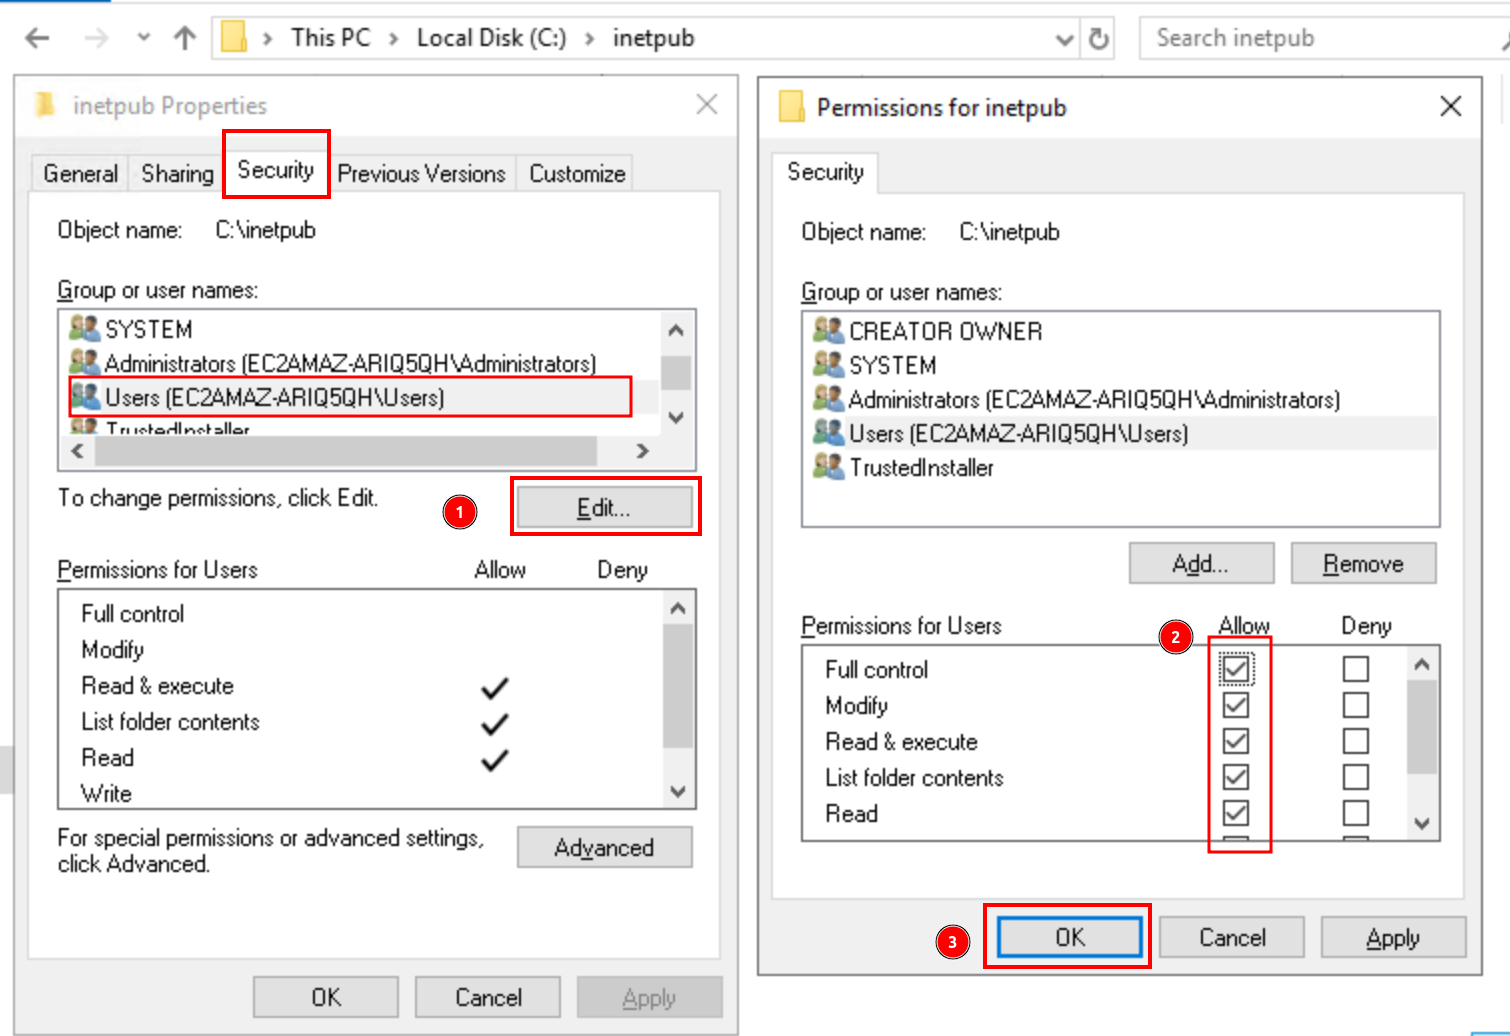 This PC > Local Disk (C:) > inetpub
Search inetpub
inetpub Properties
General Sharing Security Previous Versions Customize
Object name: C:\inetpub
Group or user names:
SYSTEM
Administrators (EC2AMAZ-ARIQ5QH\Administrators)
Users (EC2AMAZ-ARIQ5QH\Users)
TrustedInstaller
To change permissions, click Edit.
1
Edit...
Permissions for Users Allow Deny
Full control
Modify
Read & execute
List folder contents
Read
Write
For special permissions or advanced settings,
click Advanced.
Advanced
OK Cancel Apply
Permissions for inetpub
Security
Object name: C:\inetpub
Group or user names:
CREATOR OWNER
SYSTEM
Administrators (EC2AMAZ-ARIQ5QH\Administrators)
Users (EC2AMAZ-ARIQ5QH\Users)
TrustedInstaller
Add... Remove
Permissions for Users Allow Deny
2
Full control
Modify
Read & execute
List folder contents
Read
3
OK Cancel Apply